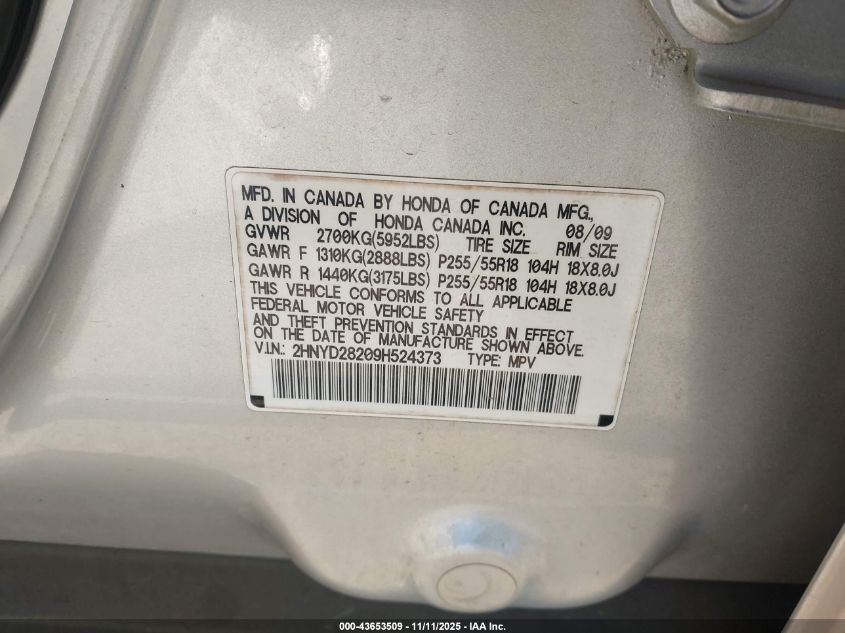 MFD. IN CANADA BY HONDA OF CANADA MFG.,
A DIVISION OF HONDA CANADA INC. 08/09
GVWR 2700KG(5952LBS) TIRE SIZE RIM SIZE
GAWR F 1310KG(2888LBS) P255/55R18 104H 18X8.0J
GAWR R 1440KG(3175LBS) P255/55R18 104H 18X8.0J
THIS VEHICLE CONFORMS TO ALL APPLICABLE
FEDERAL MOTOR VEHICLE SAFETY
AND THEFT PREVENTION STANDARDS IN EFFECT
ON THE DATE OF MANUFACTURE SHOWN ABOVE.
V.I.N.: 2HNYD28209H524373 TYPE: MPV
000-43653509 - 11/11/2025 - IAA Inc.